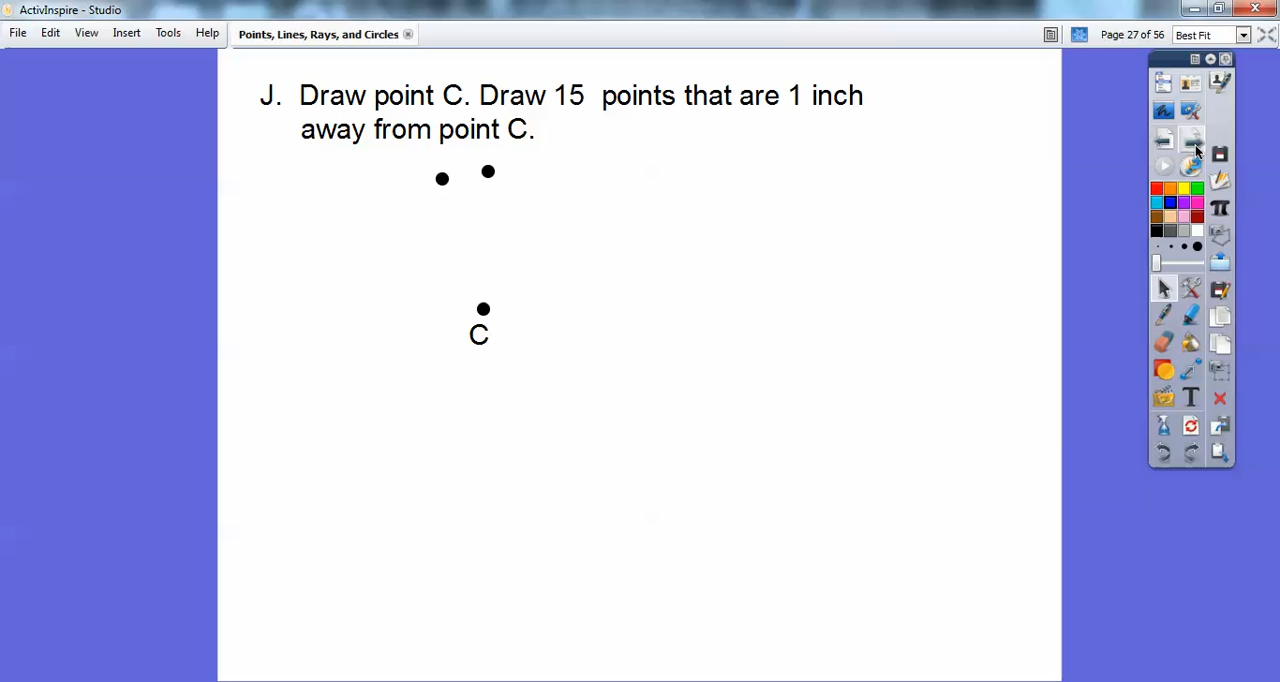 ActivInspire - Studio
File Edit View Insert Tools Help Points, Lines, Rays, and Circles Page 27 of 56 Best Fit
J. Draw point C. Draw 15 points that are 1 inch
away from point C.
C